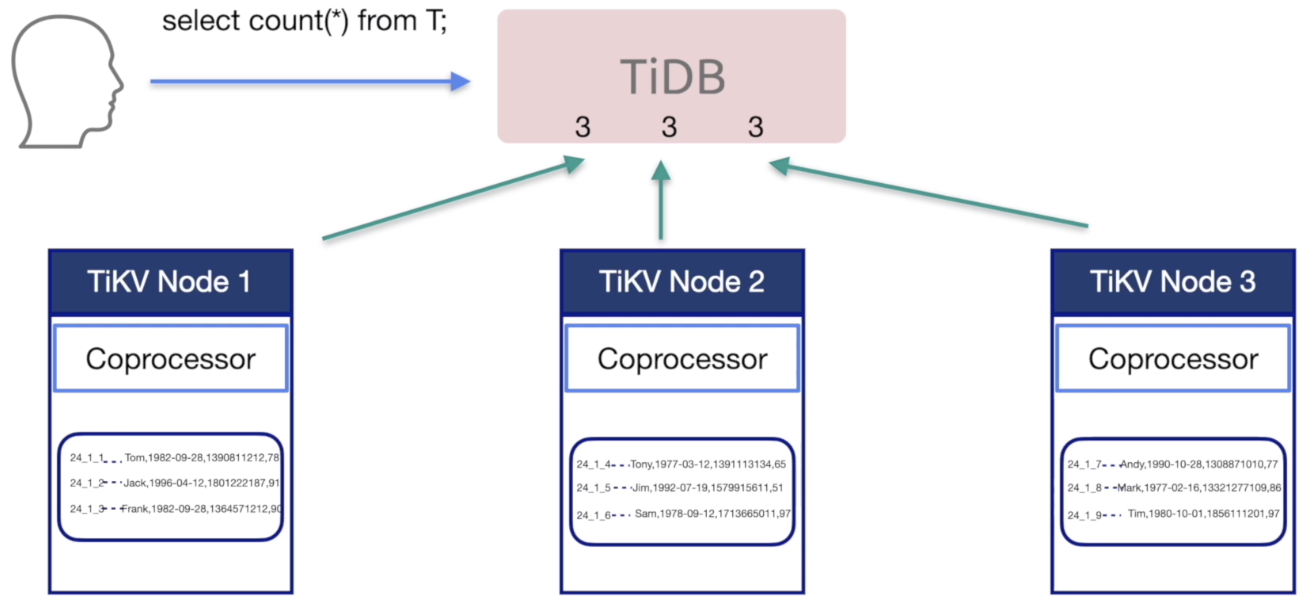 select count(*) from T;
TiDB
3 3 3
TiKV Node 1
Coprocessor
24_1_1 Tom,1982-09-28,1390811212,78
24_1_2 Jack,1996-04-12,1801222187,91
24_1_3 Frank,1982-09-28,1364571212,90
TiKV Node 2
Coprocessor
24_1_4 Tony,1977-03-12,1391113134,65
24_1_5 Jim,1992-07-19,1579915611,51
24_1_6 Sam,1978-09-12,1713665011,97
TiKV Node 3
Coprocessor
24_1_7 Andy,1990-10-28,1308871010,77
24_1_8 Mark,1977-02-16,13321277109,86
24_1_9 Tim,1980-10-01,1856111201,97